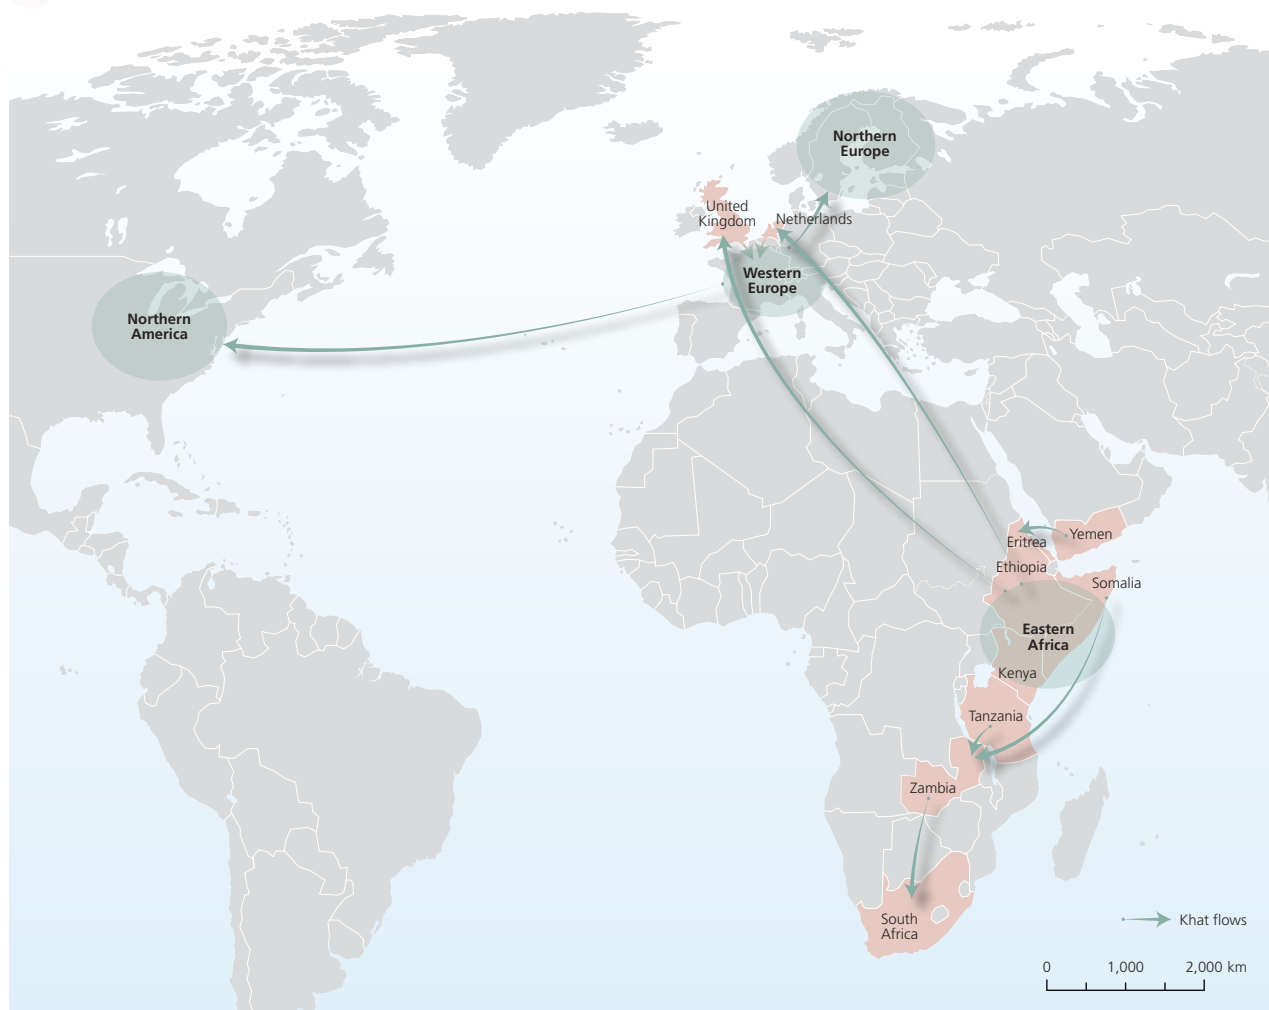 Northern
Europe
United
Kingdom
Netherlands
Western
Europe
Northern
America
Yemen
Eritrea
Ethiopia
Somalia
Eastern
Africa
Kenya
Tanzania
Zambia
South
Africa
Khat flows
0 1,000 2,000 km